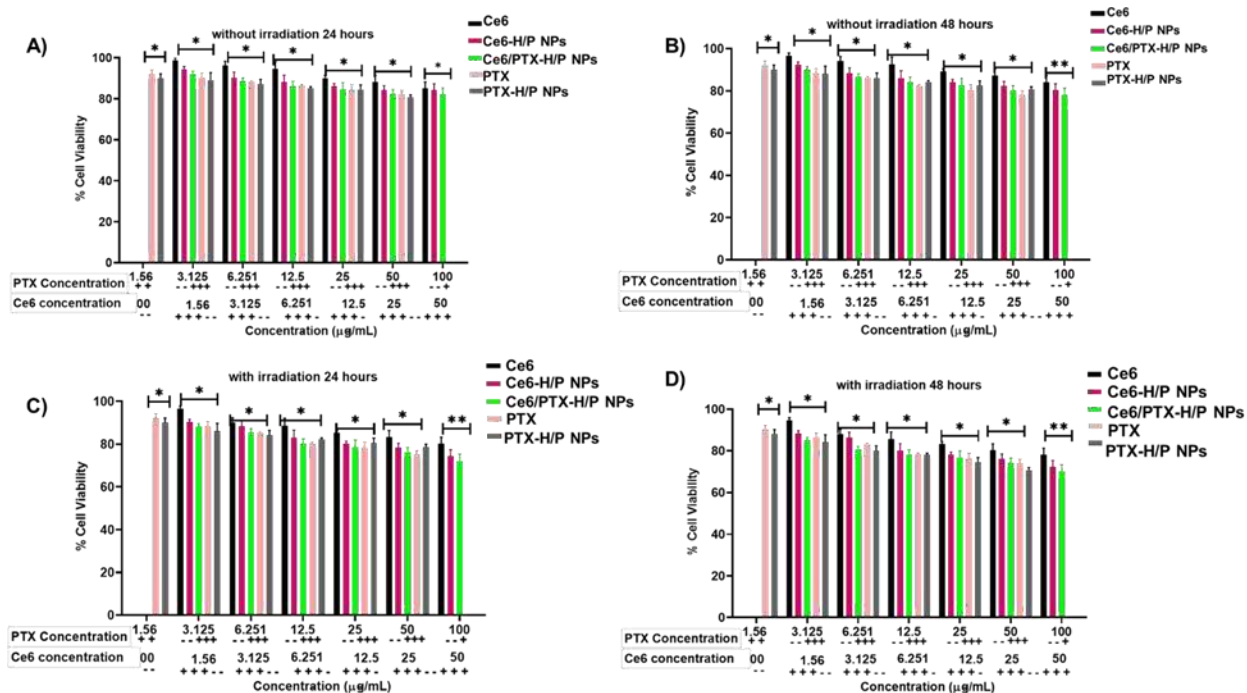 A)
without irradiation 24 hours
Ce6
Ce6-H/P NPs
Ce6/PTX-H/P NPs
PTX
PTX-H/P NPs
* * * * * * *
% Cell Viability
100
80
60
40
20
0
1.56 3.125 6.251 12.5 25 50 100
PTX Concentration ++ --+++ --+++ --+++ --+++ --+++ --+
Ce6 concentration 00 1.56 3.125 6.251 12.5 25 50
-- +++-- +++-- +++- +++- +++-- +++
Concentration (µg/mL)
B)
without irradiation 48 hours
Ce6
Ce6-H/P NPs
Ce6/PTX-H/P NPs
PTX
PTX-H/P NPs
* * * * * * **
% Cell Viability
100
80
60
40
20
0
1.56 3.125 6.251 12.5 25 50 100
PTX Concentration ++ --+++ --+++ --+++ --+++ --+++ --+
Ce6 concentration 00 1.56 3.125 6.251 12.5 25 50
-- +++-- +++-- +++- +++- +++-- +++
Concentration (µg/mL)
C)
with irradiation 24 hours
Ce6
Ce6-H/P NPs
Ce6/PTX-H/P NPs
PTX
PTX-H/P NPs
* * * * * * **
% Cell Viability
100
80
60
40
20
0
1.56 3.125 6.251 12.5 25 50 100
PTX Concentration ++ --+++ --+++ --+++ --+++ --+++ --+
Ce6 concentration 00 1.56 3.125 6.251 12.5 25 50
-- +++-- +++-- +++- +++- +++-- +++
Concentration (µg/mL)
D)
with irradiation 48 hours
Ce6
Ce6-H/P NPs
Ce6/PTX-H/P NPs
PTX
PTX-H/P NPs
* * * * * * **
% Cell Viability
100
80
60
40
20
0
1.56 3.125 6.251 12.5 25 50 100
PTX Concentration ++ --+++ --+++ --+++ --+++ --+++ --+
Ce6 concentration 00 1.56 3.125 6.251 12.5 25 50
-- +++-- +++-- +++- +++- +++-- +++
Concentration (µg/mL)